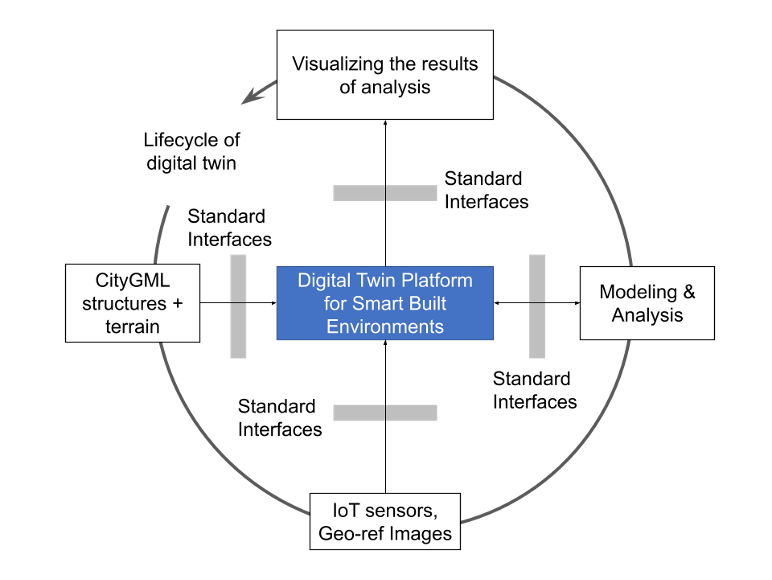 Visualizing the results
of analysis
Lifecycle of
digital twin
Standard
Interfaces
Standard
Interfaces
CityGML
structures +
terrain
Digital Twin Platform
for Smart Built
Environments
Modeling &
Analysis
Standard
Interfaces
Standard
Interfaces
IoT sensors,
Geo-ref Images